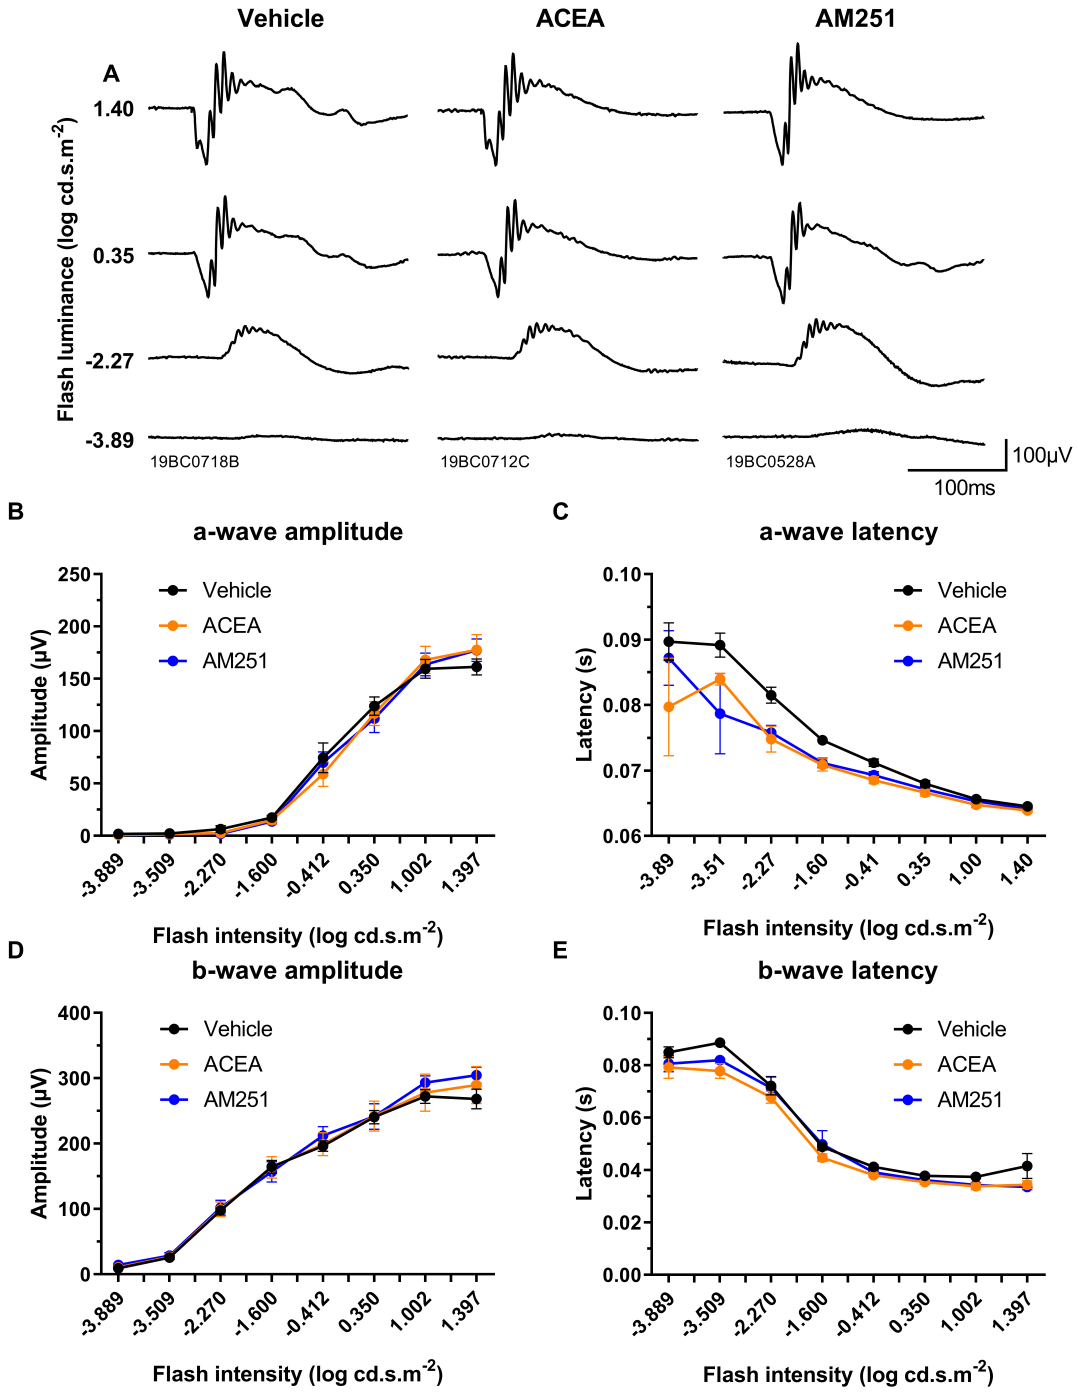 Vehicle ACEA AM251
A
Flash luminance (log cd.s.m-2)
1.40
0.35
-2.27
-3.89
19BC0718B 19BC0712C 19BC0528A
100µV
100ms
B
a-wave amplitude
Amplitude (µV)
250
200
150
100
50
0
Vehicle
ACEA
AM251
-3.889 -3.509 -2.270 -1.600 -0.412 0.350 1.002 1.397
Flash intensity (log cd.s.m-2)
C
a-wave latency
Latency (s)
0.10
0.09
0.08
0.07
0.06
Vehicle
ACEA
AM251
-3.89 -3.51 -2.27 -1.60 -0.41 0.35 1.00 1.40
Flash intensity (log cd.s.m-2)
D
b-wave amplitude
Amplitude (µV)
400
300
200
100
0
Vehicle
ACEA
AM251
-3.889 -3.509 -2.270 -1.600 -0.412 0.350 1.002 1.397
Flash intensity (log cd.s.m-2)
E
b-wave latency
Latency (s)
0.10
0.08
0.06
0.04
0.02
0.00
Vehicle
ACEA
AM251
-3.889 -3.509 -2.270 -1.600 -0.412 0.350 1.002 1.397
Flash intensity (log cd.s.m-2)